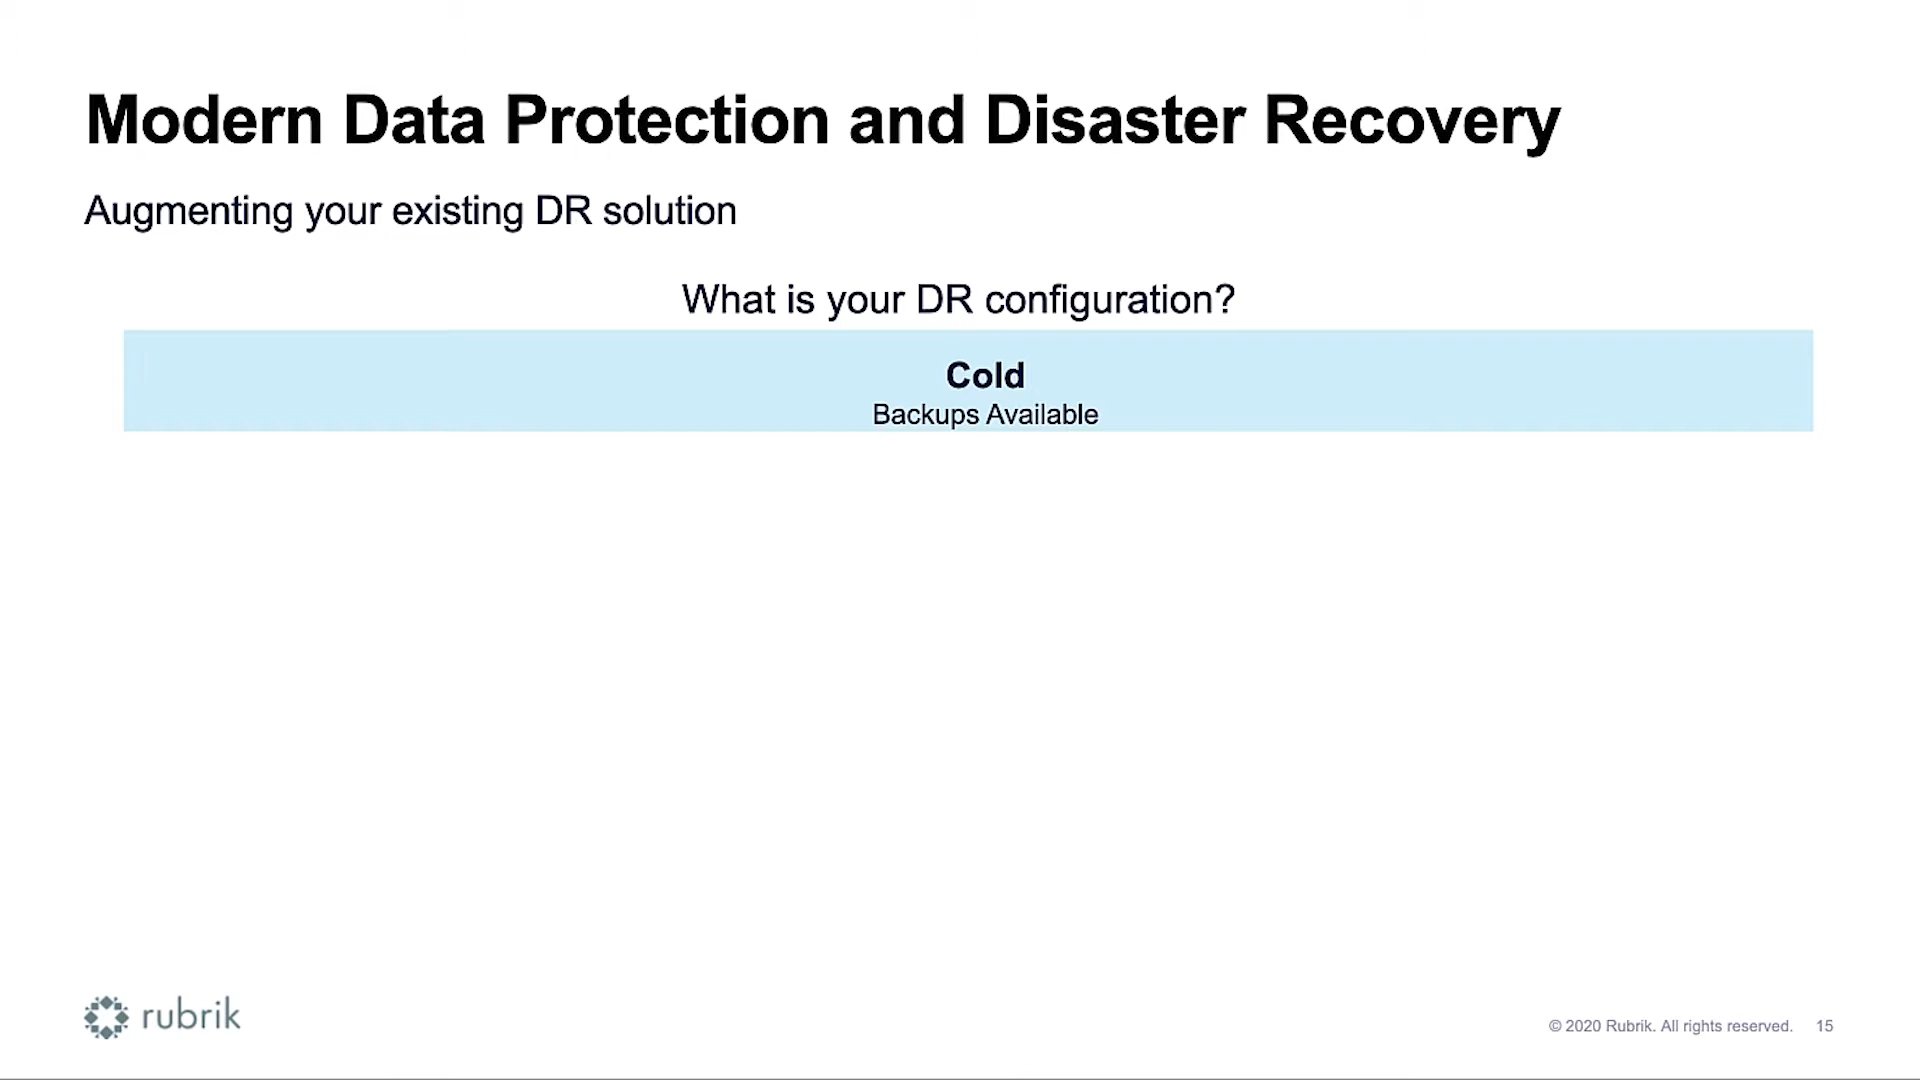 Modern Data Protection and Disaster Recovery
Augmenting your existing DR solution
What is your DR configuration?
Cold
Backups Available
rubrik
© 2020 Rubrik. All rights reserved. 15